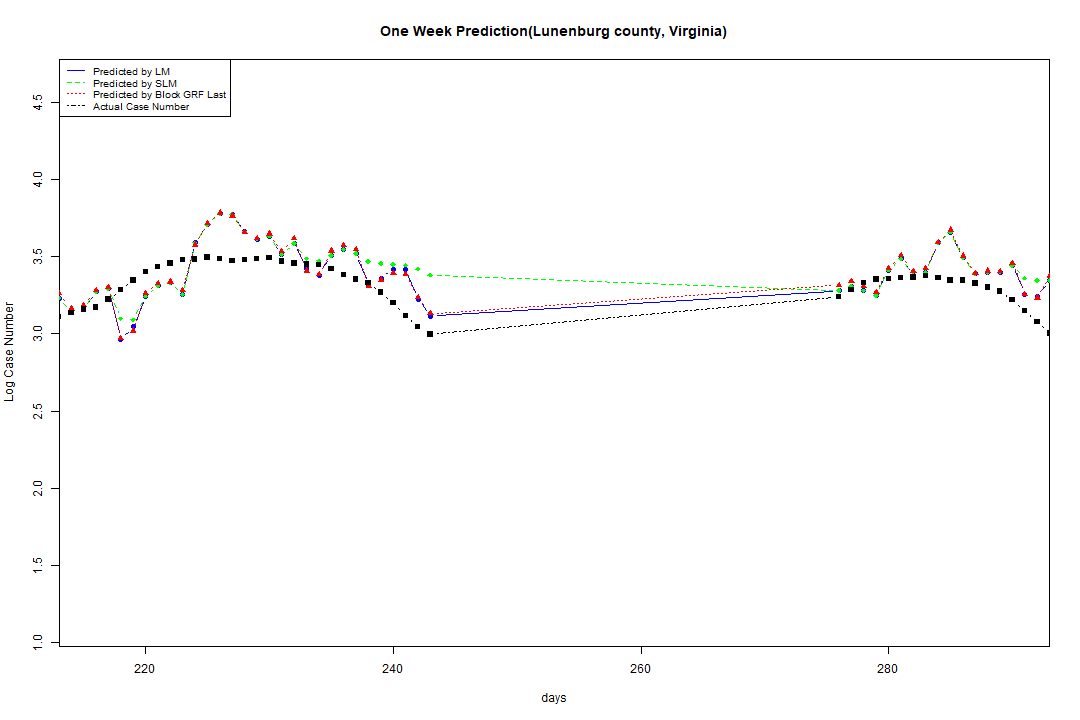 One Week Prediction(Lunenburg county, Virginia)
Predicted by LM
Predicted by SLM
Predicted by Block GRF Last
Actual Case Number
4.5
4.0
3.5
3.0
2.5
2.0
1.5
1.0
Log Case Number
220
240
260
280
days